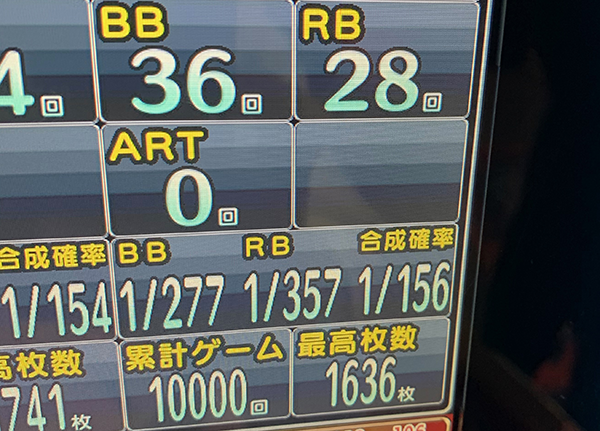 BB RB
4回 36回 28回
ART
0回
合成確率 BB RB 合成確率
1/154 1/277 1/357 1/156
高枚数 累計ゲーム 最高枚数
741枚 10000回 1636枚
106